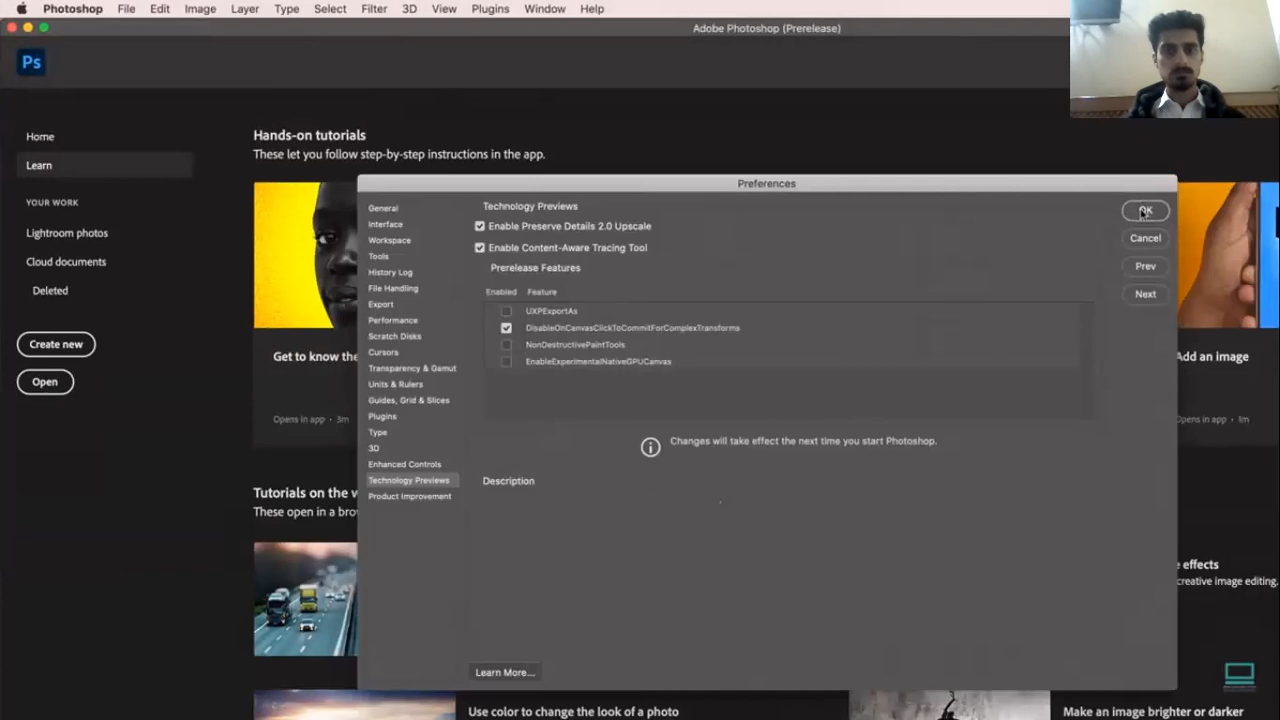 Photoshop File Edit Image Layer Type Select Filter 3D View Plugins Window Help
Adobe Photoshop (Prerelease)
Ps
Home
Learn
YOUR WORK
Lightroom photos
Cloud documents
Deleted
Create new
Open
Hands-on tutorials
These let you follow step-by-step instructions in the app.
Get to know the
Opens in app • 3m
Add an image
Opens in app • 1m
Tutorials on the w
These open in a bro
e effects
creative image editing.
Use color to change the look of a photo
Make an image brighter or darker
Preferences
General
Interface
Workspace
Tools
History Log
File Handling
Export
Performance
Scratch Disks
Cursors
Transparency & Gamut
Units & Rulers
Guides, Grid & Slices
Plugins
Type
3D
Enhanced Controls
Technology Previews
Product Improvement
Technology Previews
Enable Preserve Details 2.0 Upscale
Enable Content-Aware Tracing Tool
Prerelease Features
Enabled Feature
UXPExportAs
DisableOnCanvasClickToCommitForComplexTransforms
NonDestructivePaintTools
EnableExperimentalNativeGPUCanvas
Changes will take effect the next time you start Photoshop.
Description
Learn More...
OK
Cancel
Prev
Next